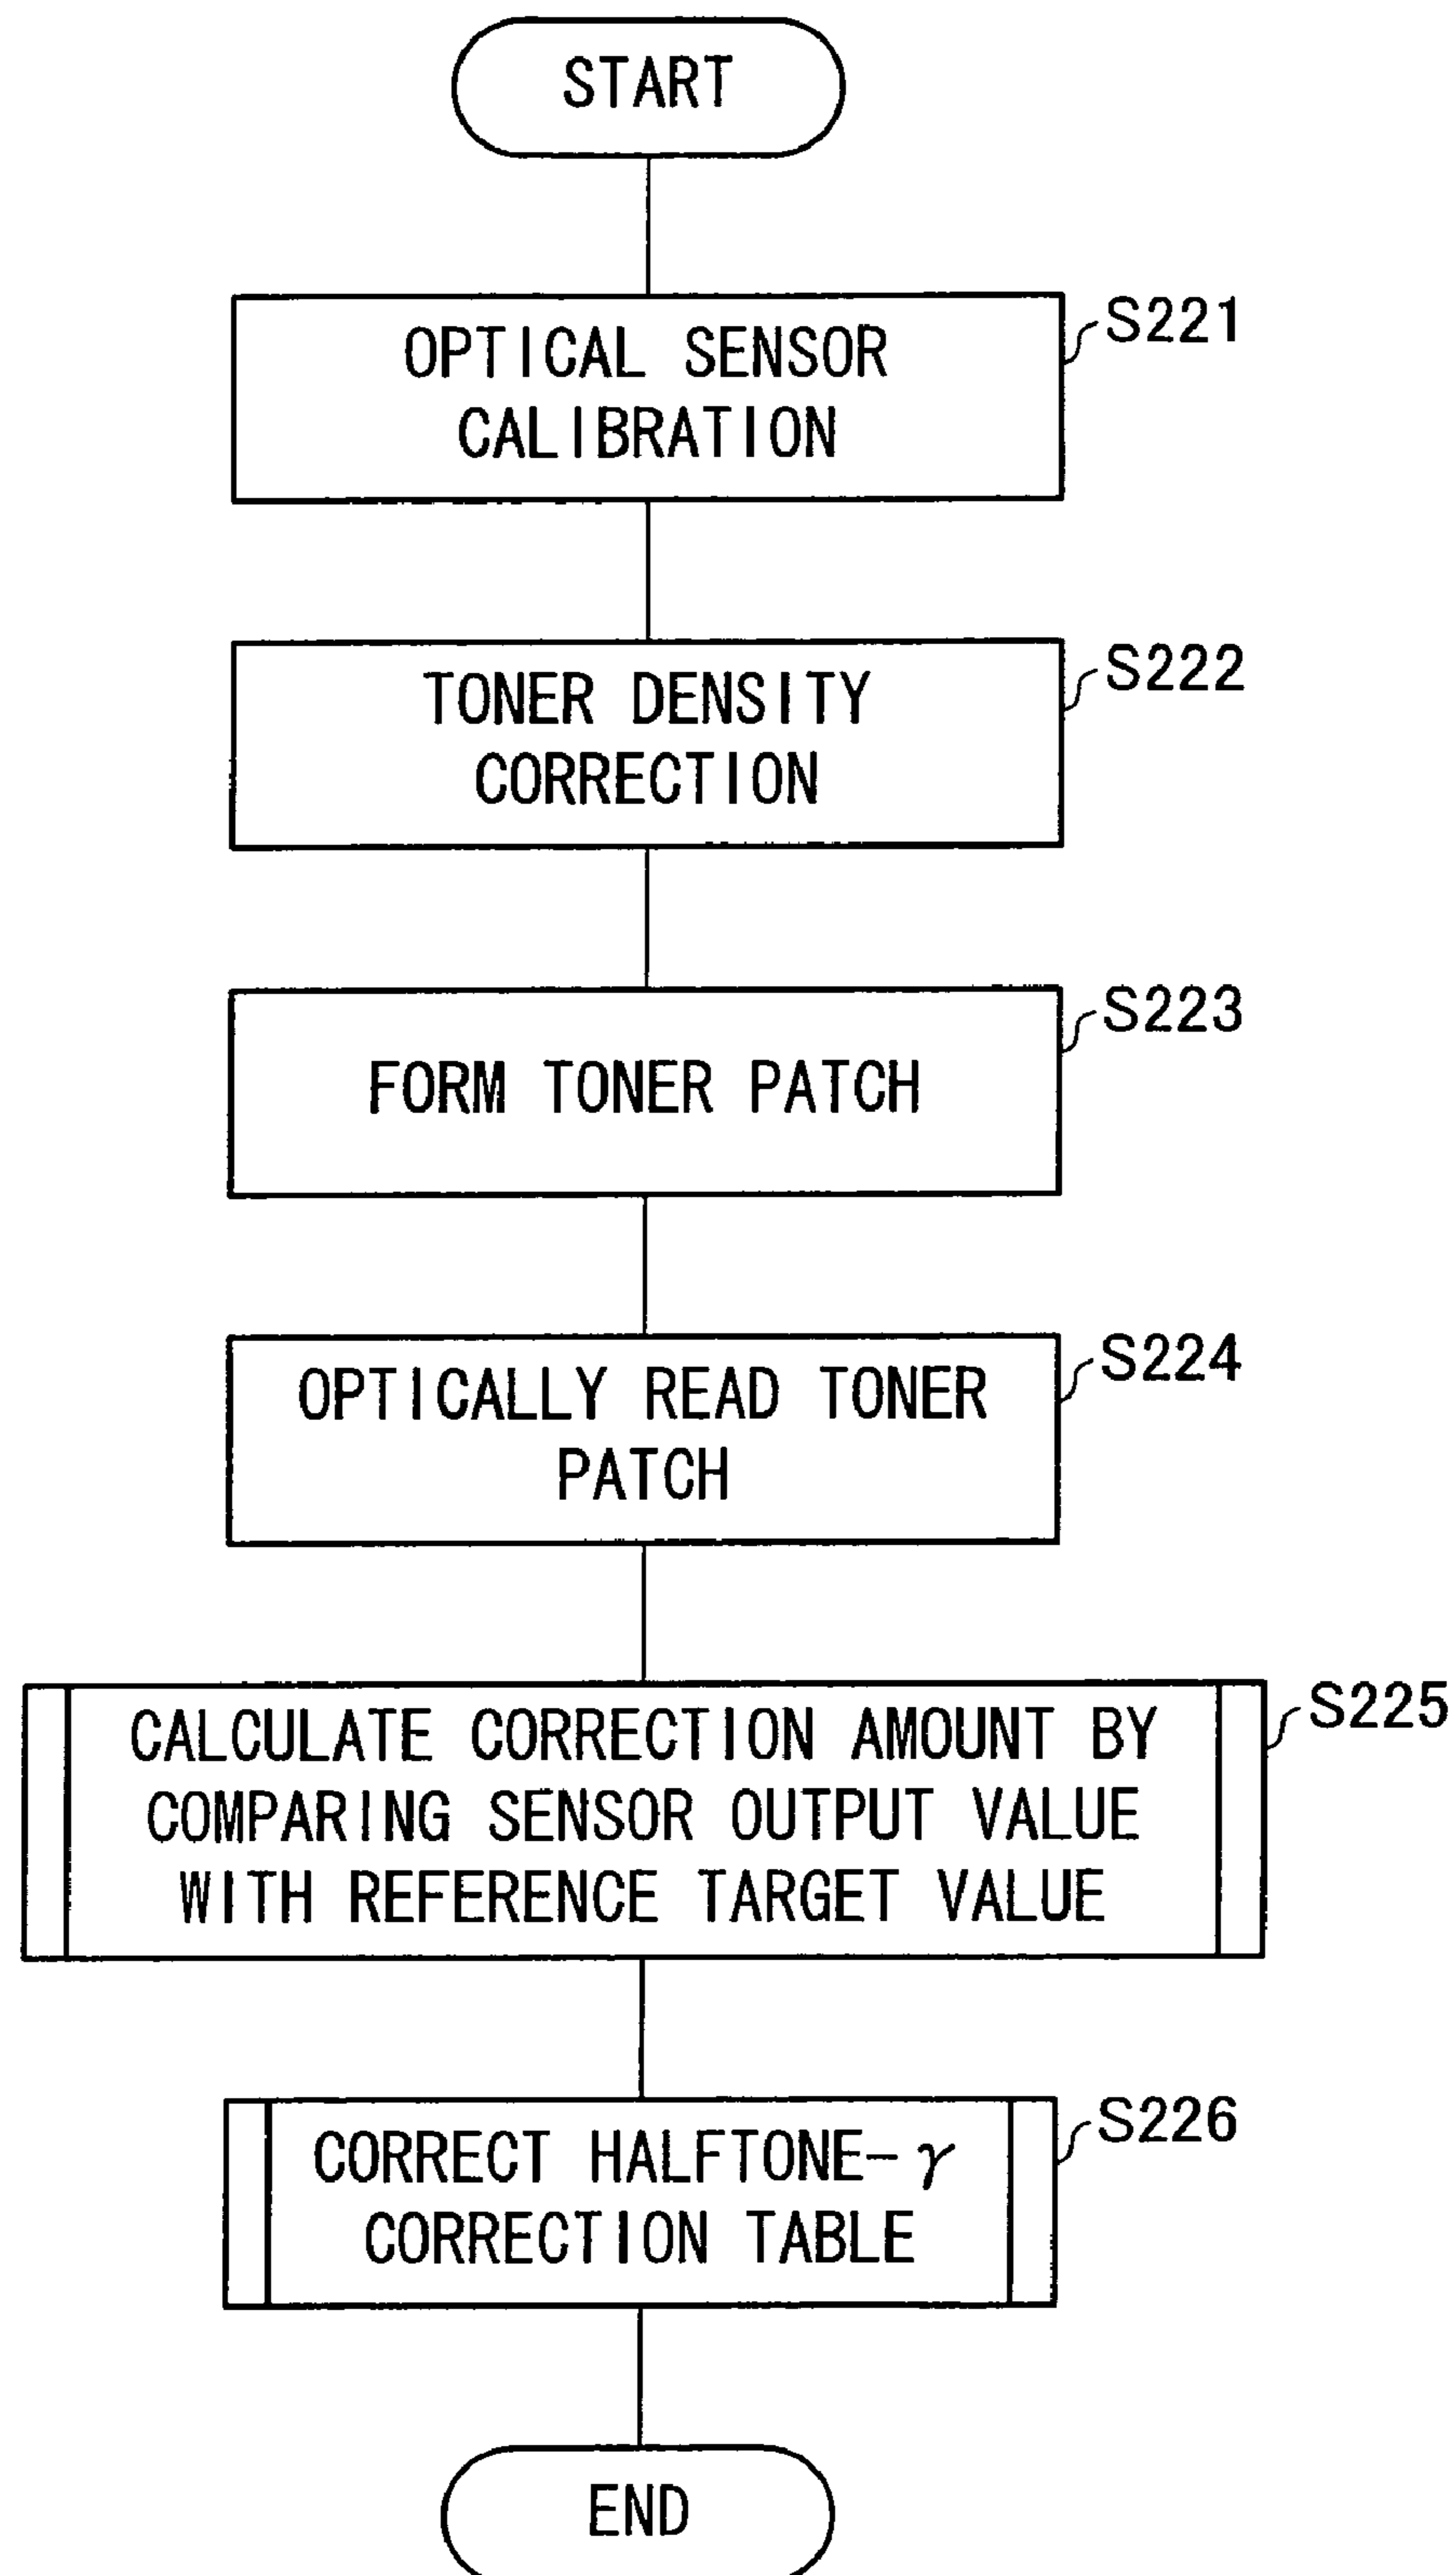 START
OPTICAL SENSOR
CALIBRATION
S221
TONER DENSITY
CORRECTION
S222
FORM TONER PATCH
S223
OPTICALLY READ TONER
PATCH
S224
CALCULATE CORRECTION AMOUNT BY
COMPARING SENSOR OUTPUT VALUE
WITH REFERENCE TARGET VALUE
S225
CORRECT HALFTONE-γ
CORRECTION TABLE
S226
END